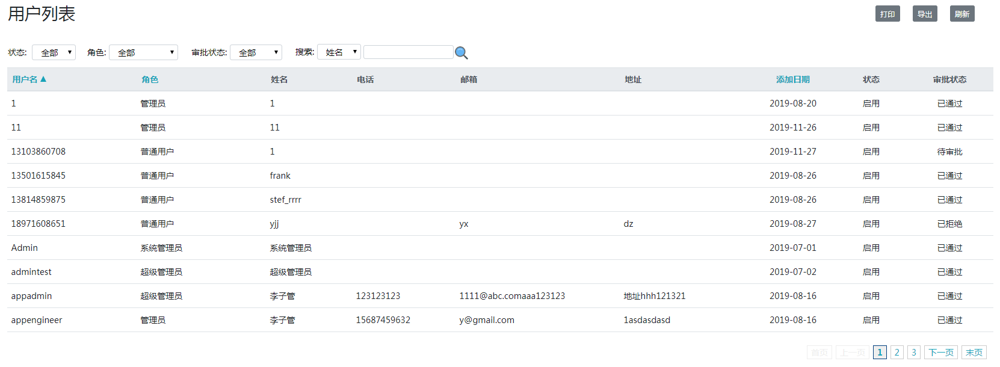 用户列表 打印 导出 刷新
状态: 全部 角色: 全部 审批状态: 全部 搜索: 姓名
用户名 ▲ 角色 姓名 电话 邮箱 地址 添加日期 状态 审批状态
1 管理员 1 2019-08-20 启用 已通过
11 管理员 11 2019-11-26 启用 已通过
13103860708 普通用户 1 2019-11-27 启用 待审批
13501615845 普通用户 frank 2019-08-26 启用 已通过
13814859875 普通用户 stef_rrrr 2019-08-26 启用 已通过
18971608651 普通用户 yjj yx dz 2019-08-27 启用 已拒绝
Admin 系统管理员 系统管理员 2019-07-01 启用 已通过
admintest 超级管理员 超级管理员 2019-07-02 启用 已通过
appadmin 超级管理员 李子管 123123123 1111@abc.comaaa123123 地址hhh121321 2019-08-16 启用 已通过
appengineer 管理员 李子管 15687459632 y@gmail.com 1asdasdasd 2019-08-16 启用 已通过
首页 上一页 1 2 3 下一页 末页